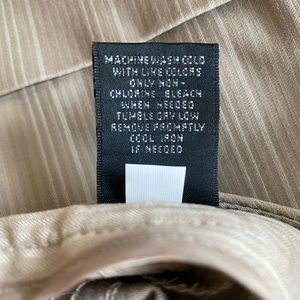 MACHINE WASH COLD
WITH LIKE COLORS
ONLY NON-
CHLORINE BLEACH
WHEN NEEDED
TUMBLE DRY LOW
REMOVE PROMPTLY
COOL IRON
IF NEEDED